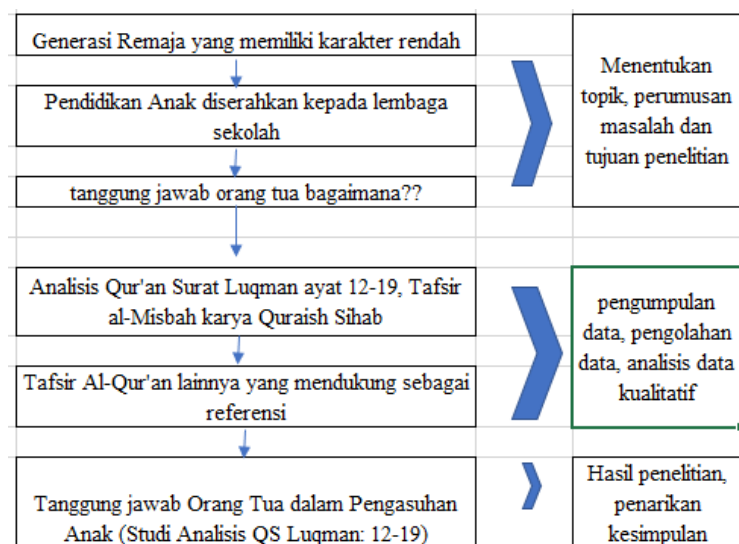 Generasi Remaja yang memiliki karakter rendah
Pendidikan Anak diserahkan kepada lembaga
sekolah
tanggung jawab orang tua bagaimana??
Menentukan
topik, perumusan
masalah dan
tujuan penelitian
Analisis Qur'an Surat Luqman ayat 12-19, Tafsir
al-Misbah karya Quraish Sihab
Tafsir Al-Qur'an lainnya yang mendukung sebagai
referensi
pengumpulan
data, pengolahan
data, analisis data
kualitatif
Tanggung jawab Orang Tua dalam Pengasuhan
Anak (Studi Analisis QS Luqman: 12-19)
Hasil penelitian,
penarikan
kesimpulan